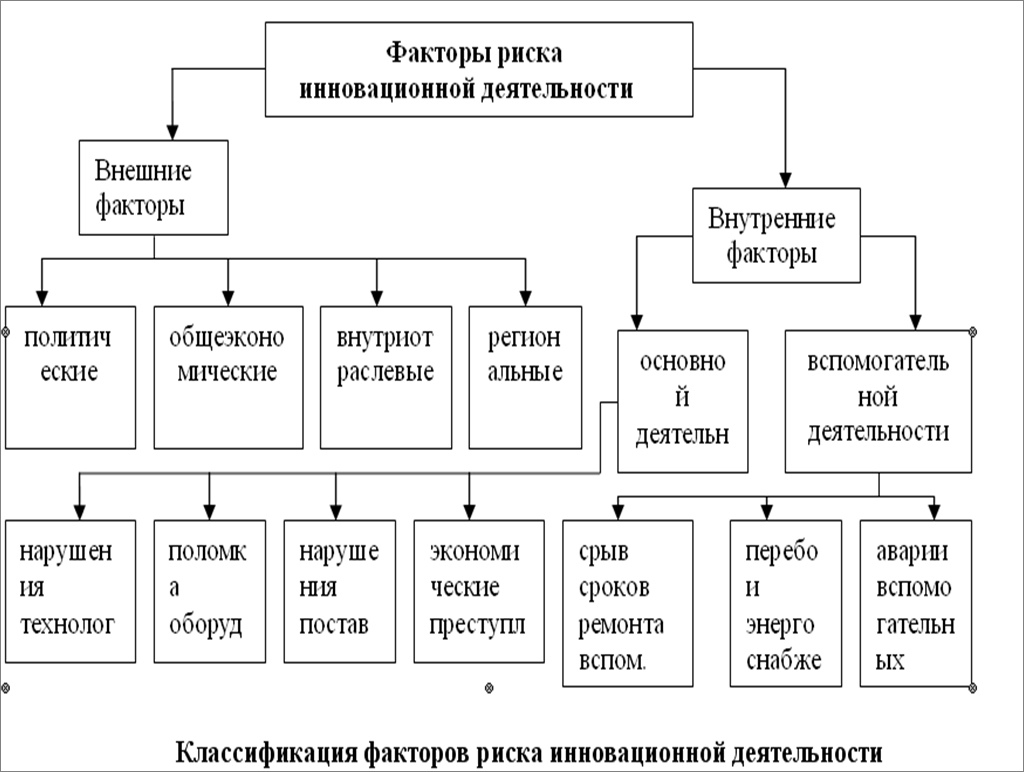 Факторы риска
инновационной деятельности
Внешние
факторы
Внутренние
факторы
политич
еские
общеэконо
мические
внутриот
раслевые
регион
альные
основно
й
деятельн
вспомогатель
ной
деятельности
нарушен
ия
технолог
поломк
а
оборуд
наруше
ния
постав
экономи
ческие
преступл
срыв
сроков
ремонта
вспом.
перебо
и
энерго
снабже
аварии
вспомо
гательн
ых
Классификация факторов риска инновационной деятельности